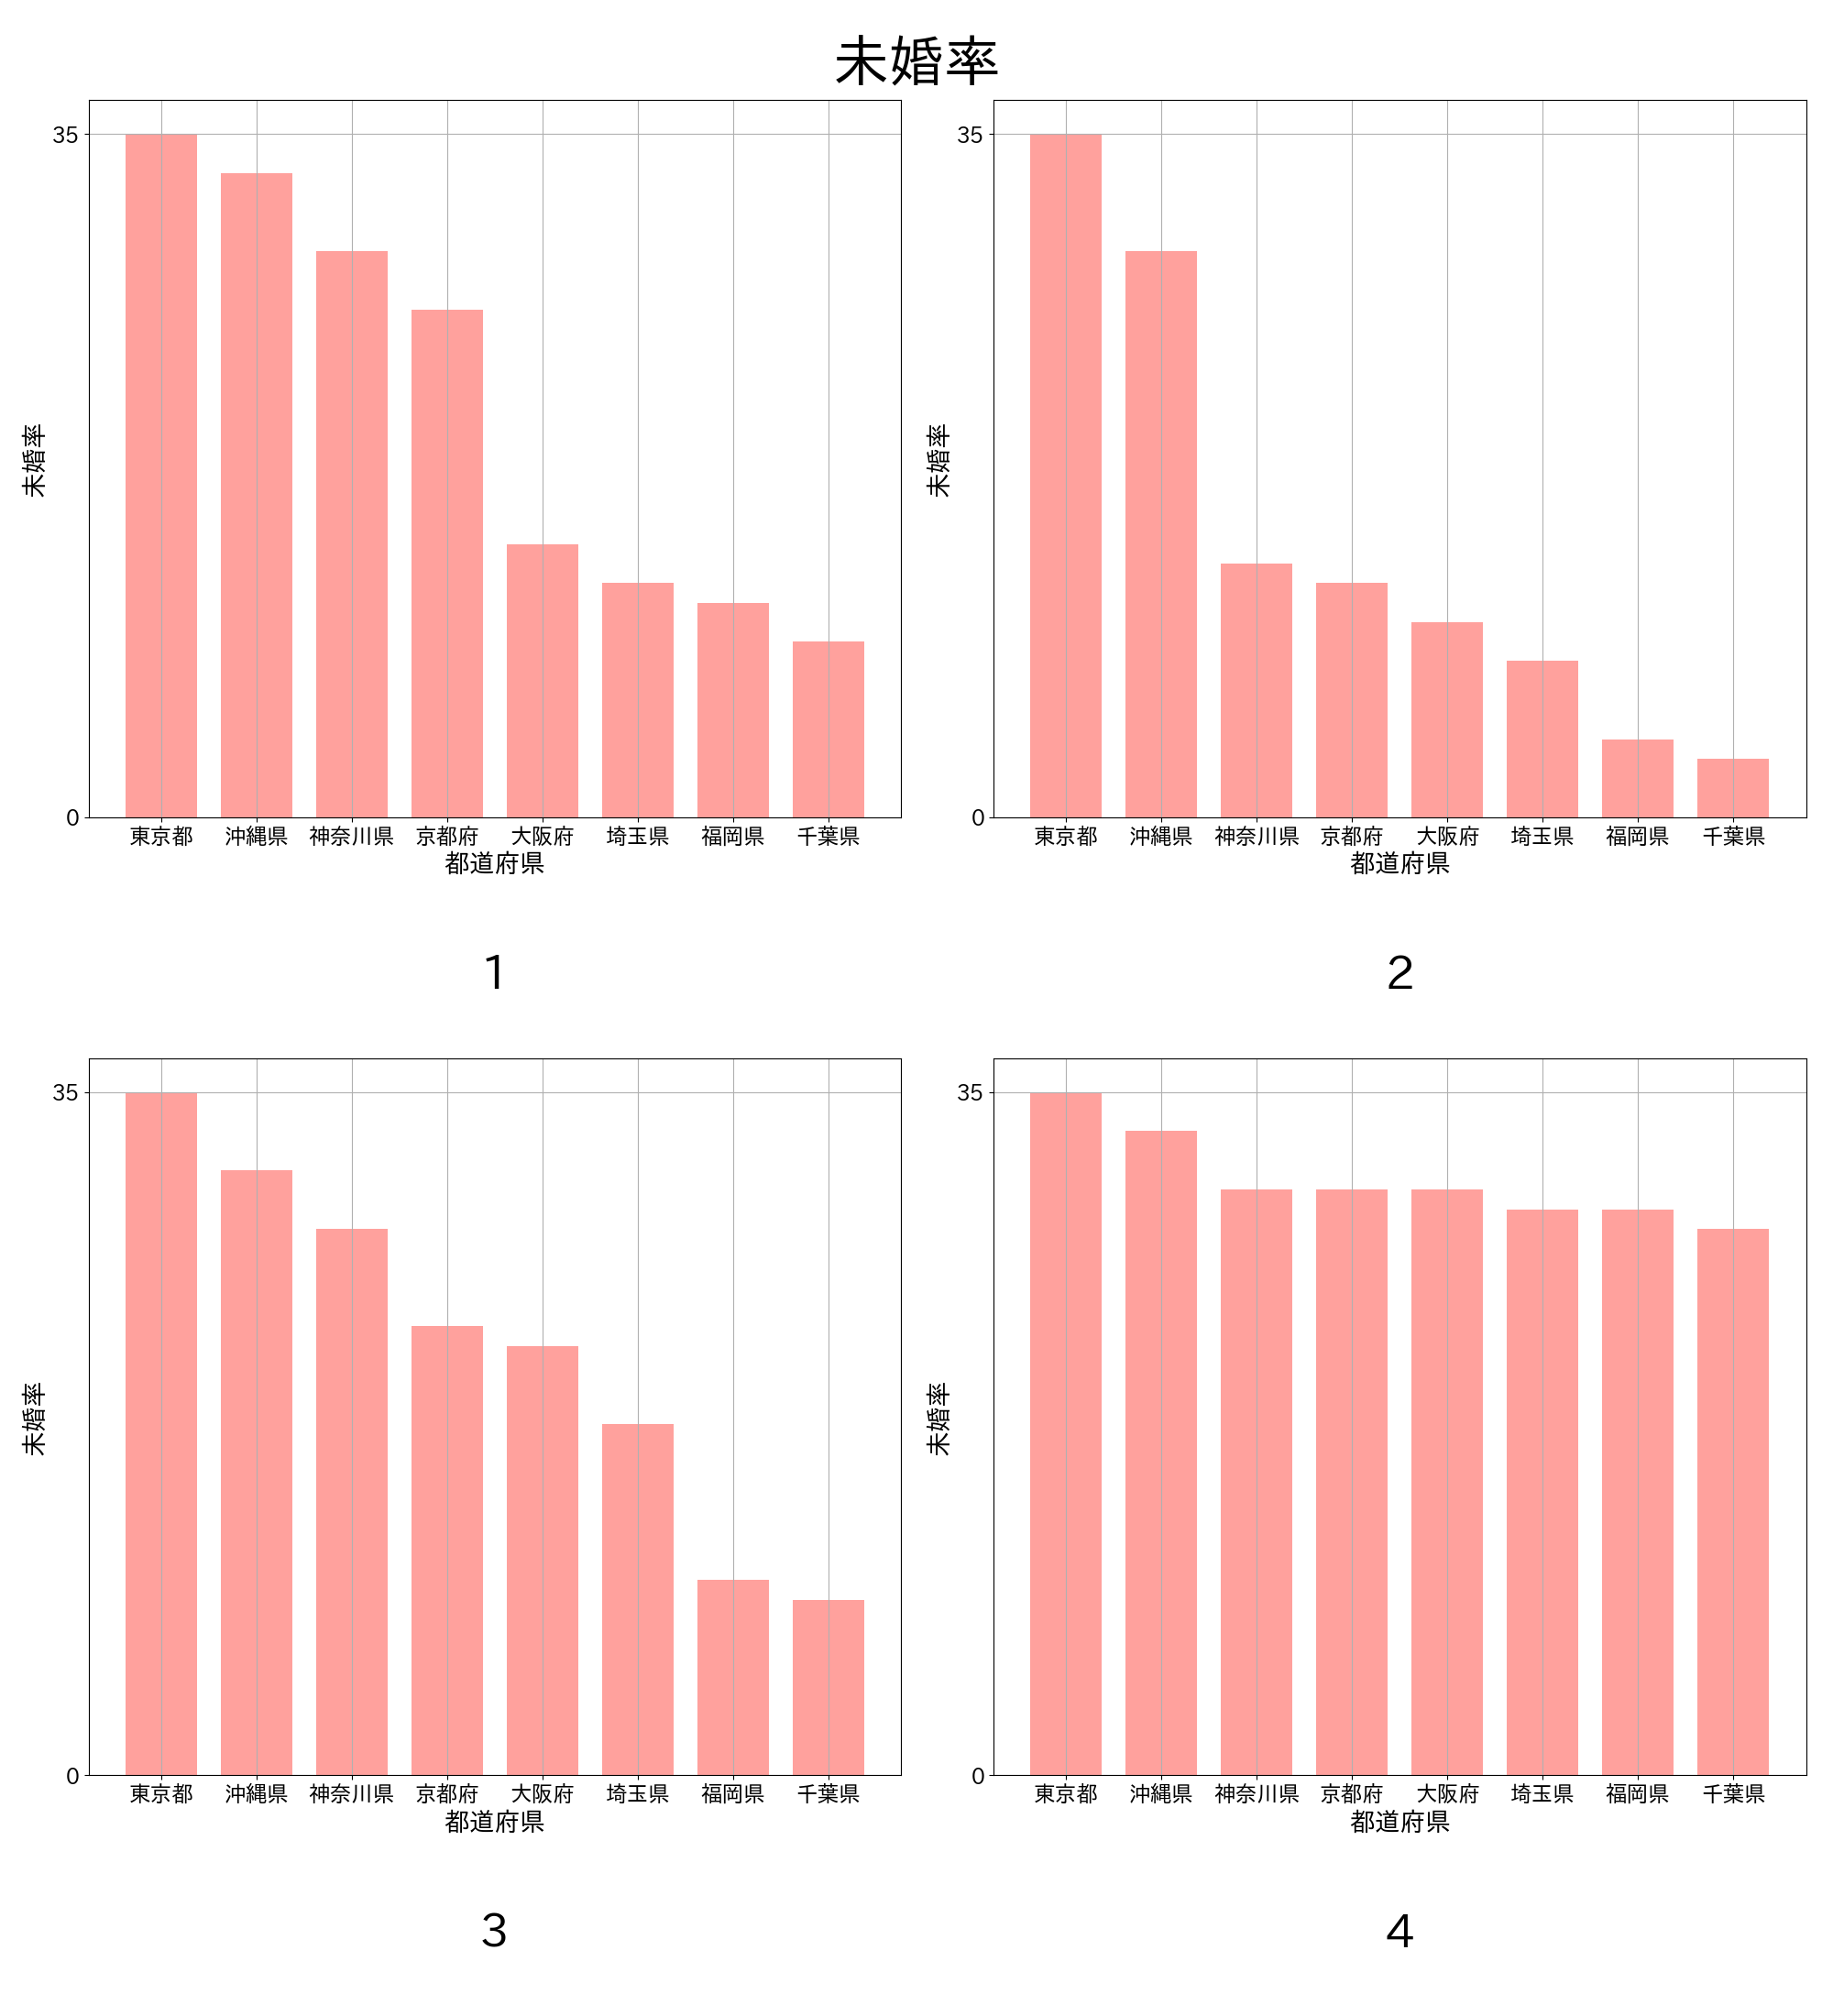 未婚率
35
0
未婚率
東京都 沖縄県 神奈川県 京都府 大阪府 埼玉県 福岡県 千葉県
都道府県
1
35
0
未婚率
東京都 沖縄県 神奈川県 京都府 大阪府 埼玉県 福岡県 千葉県
都道府県
2
35
0
未婚率
東京都 沖縄県 神奈川県 京都府 大阪府 埼玉県 福岡県 千葉県
都道府県
3
35
0
未婚率
東京都 沖縄県 神奈川県 京都府 大阪府 埼玉県 福岡県 千葉県
都道府県
4